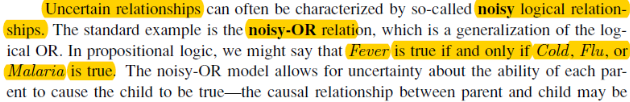 Uncertain relationships can often be characterized by so-called noisy logical relation-
ships. The standard example is the noisy-OR relation, which is a generalization of the log-
ical OR. In propositional logic, we might say that Fever is true if and only if Cold, Flu, or
Malaria is true. The noisy-OR model allows for uncertainty about the ability of each par-
ent to cause the child to be true—the causal relationship between parent and child may be